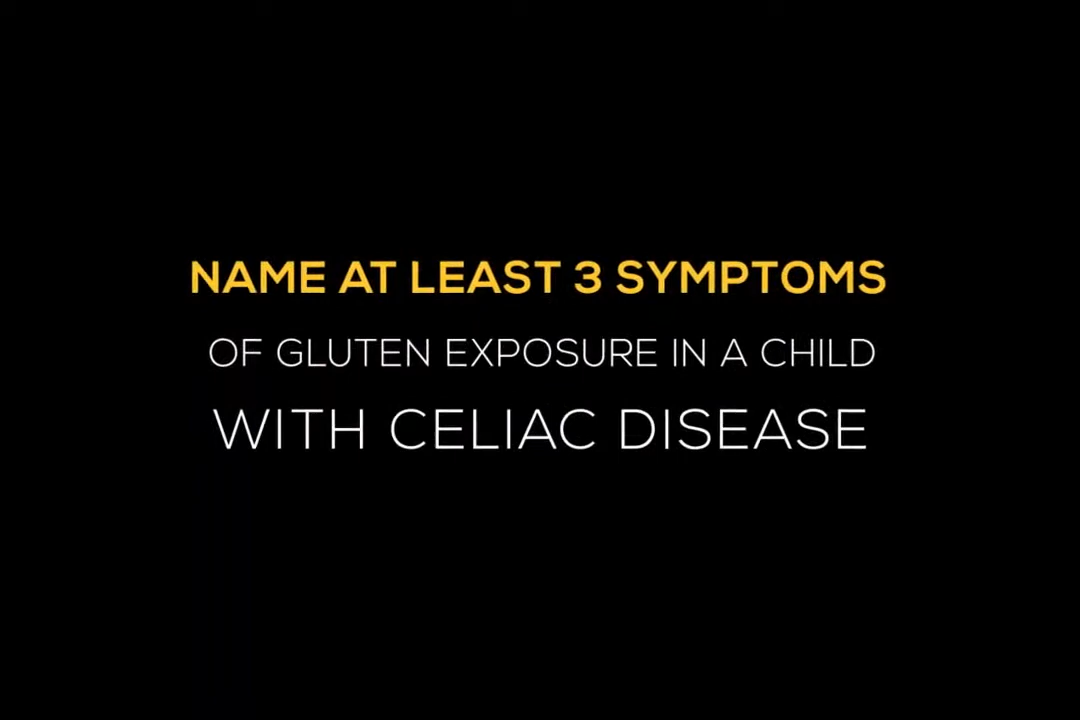 NAME AT LEAST 3 SYMPTOMS
OF GLUTEN EXPOSURE IN A CHILD
WITH CELIAC DISEASE